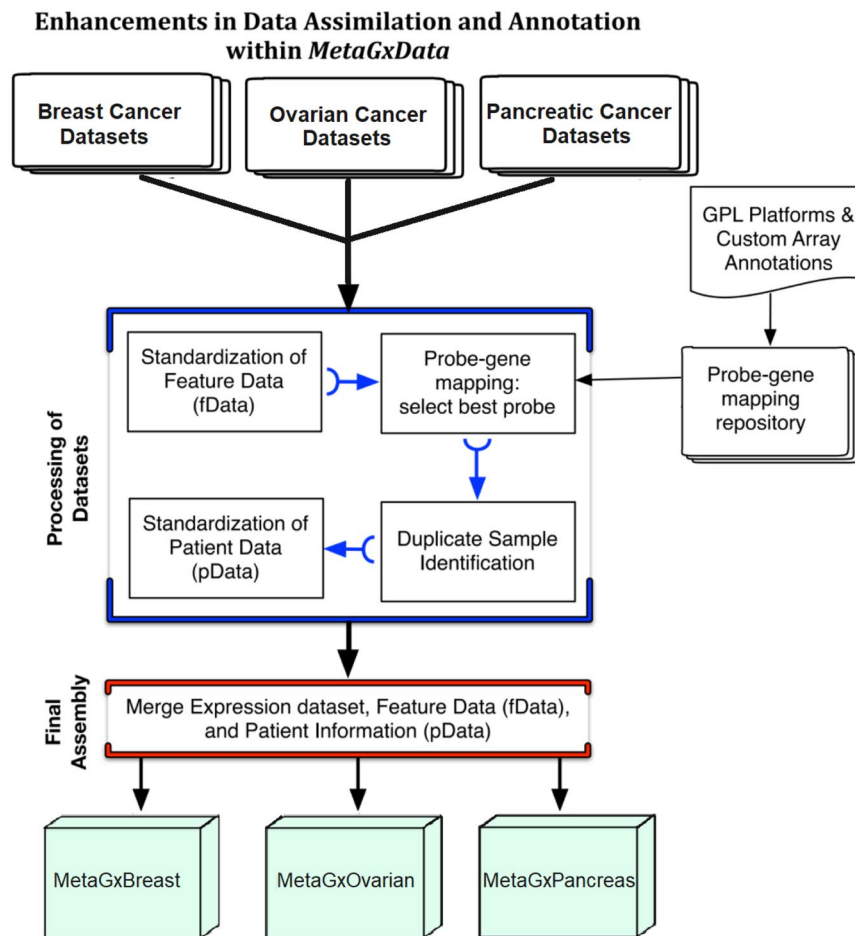 Enhancements in Data Assimilation and Annotation
within MetaGxData
Breast Cancer
Datasets
Ovarian Cancer
Datasets
Pancreatic Cancer
Datasets
GPL Platforms &
Custom Array
Annotations
Probe-gene
mapping
repository
Processing of
Datasets
Standardization of
Feature Data
(fData)
Probe-gene
mapping:
select best probe
Standardization of
Patient Data
(pData)
Duplicate Sample
Identification
Final
Assembly
Merge Expression dataset, Feature Data (fData),
and Patient Information (pData)
MetaGxBreast
MetaGxOvarian
MetaGxPancreas